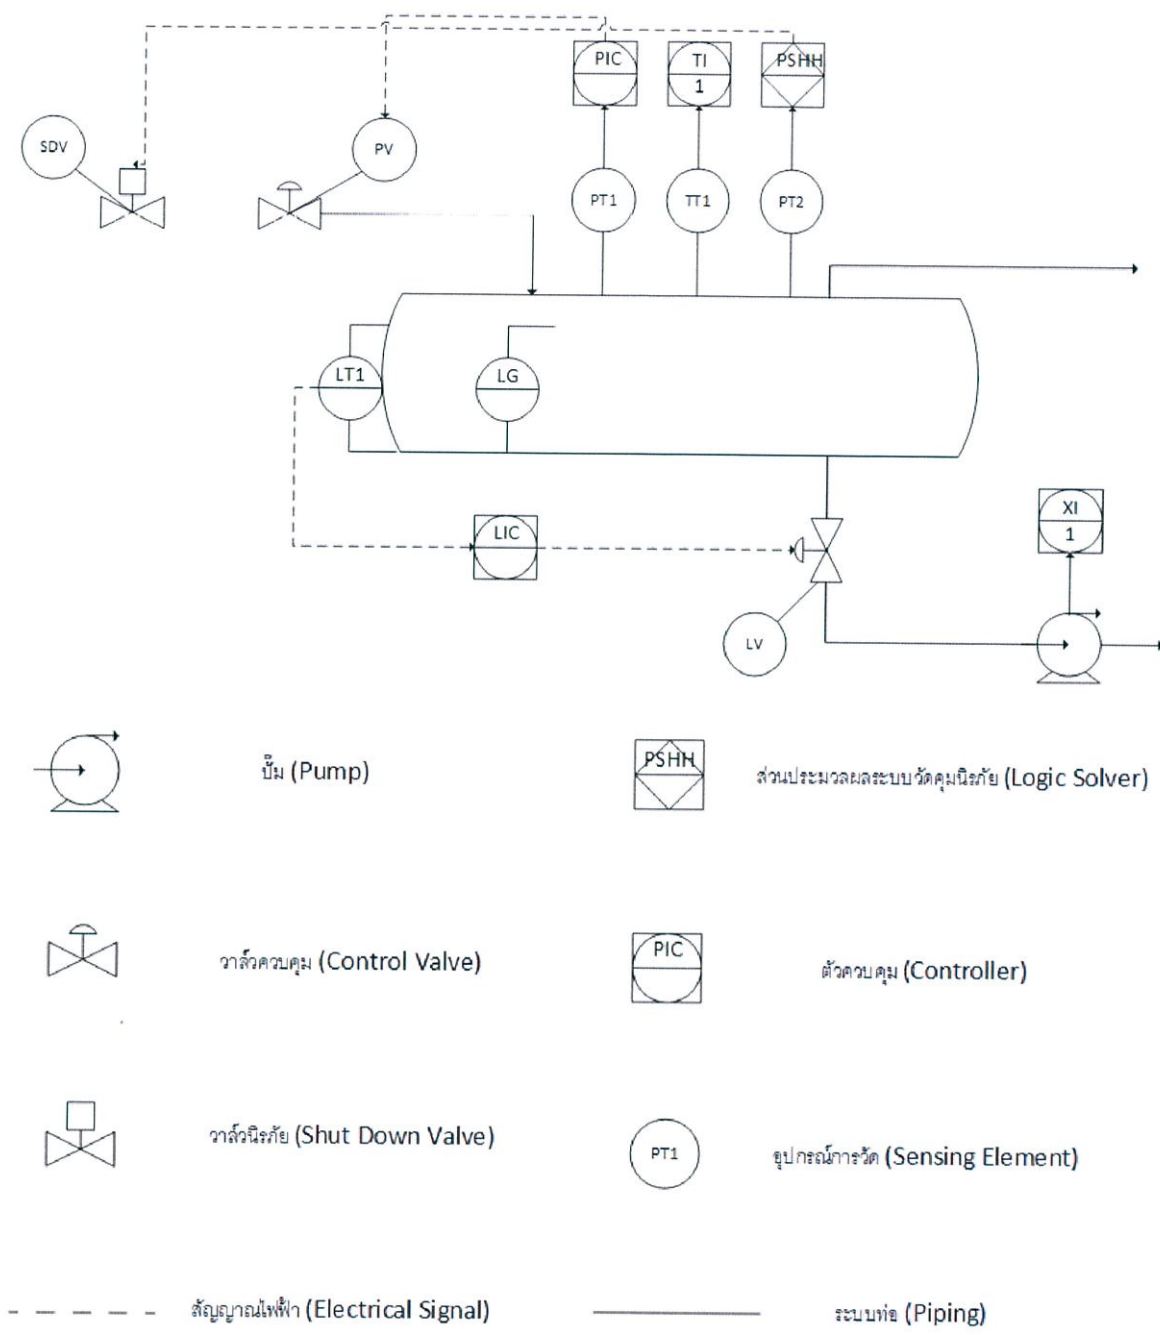 PIC
TI
1
PSHH
SDV
PV
PT1
TT1
PT2
LT1
LG
LIC
XI
1
LV
ปั๊ม (Pump)
PSHH
ส่วนประมวลผลระบบวัดคุมนิรภัย (Logic Solver)
วาล์วควบคุม (Control Valve)
PIC
ตัวควบคุม (Controller)
วาล์วนิรภัย (Shut Down Valve)
PT1
อุปกรณ์การวัด (Sensing Element)
สัญญาณไฟฟ้า (Electrical Signal)
ระบบท่อ (Piping)